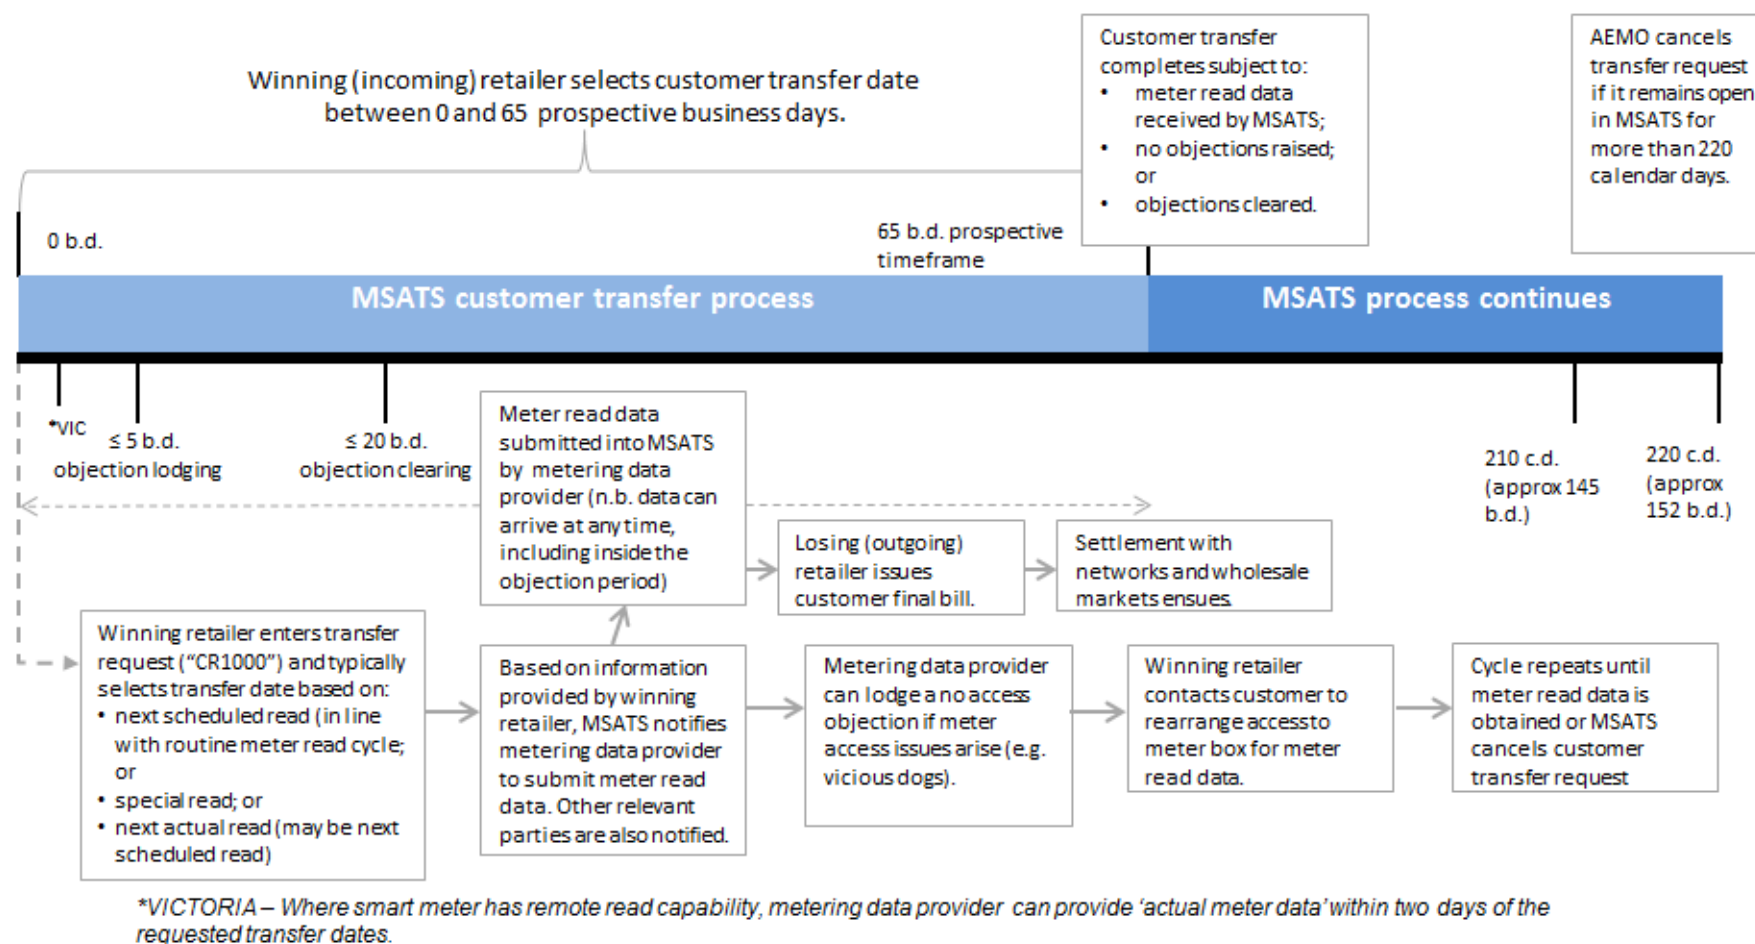 Winning (incoming) retailer selects customer transfer date
between 0 and 65 prospective business days.
Customer transfer
completes subject to:
• meter read data
received by MSATS;
• no objections raised;
or
• objections cleared.
AEMO cancels
transfer request
if it remains open
in MSATS for
more than 220
calendar days.
0 b.d.
65 b.d. prospective
timeframe
MSATS customer transfer process
MSATS process continues
*VIC
≤ 5 b.d.
objection lodging
≤ 20 b.d.
objection clearing
Meter read data
submitted into MSATS
by metering data
provider (n.b. data can
arrive at any time,
including inside the
objection period)
210 c.d.
(approx 145
b.d.)
220 c.d.
(approx
152 b.d.)
Losing (outgoing)
retailer issues
customer final bill.
Settlement with
networks and wholesale
markets ensues.
Winning retailer enters transfer
request ("CR1000") and typically
selects transfer date based on:
• next scheduled read (in line
with routine meter read cycle;
or
• special read; or
• next actual read (may be next
scheduled read)
Based on information
provided by winning
retailer, MSATS notifies
metering data provider
to submit meter read
data. Other relevant
parties are also notified.
Metering data provider
can lodge a no access
objection if meter
access issues arise (e.g.
vicious dogs).
Winning retailer
contacts customer to
rearrange access to
meter box for meter
read data.
Cycle repeats until
meter read data is
obtained or MSATS
cancels customer
transfer request
*VICTORIA – Where smart meter has remote read capability, metering data provider can provide 'actual meter data' within two days of the
requested transfer dates.